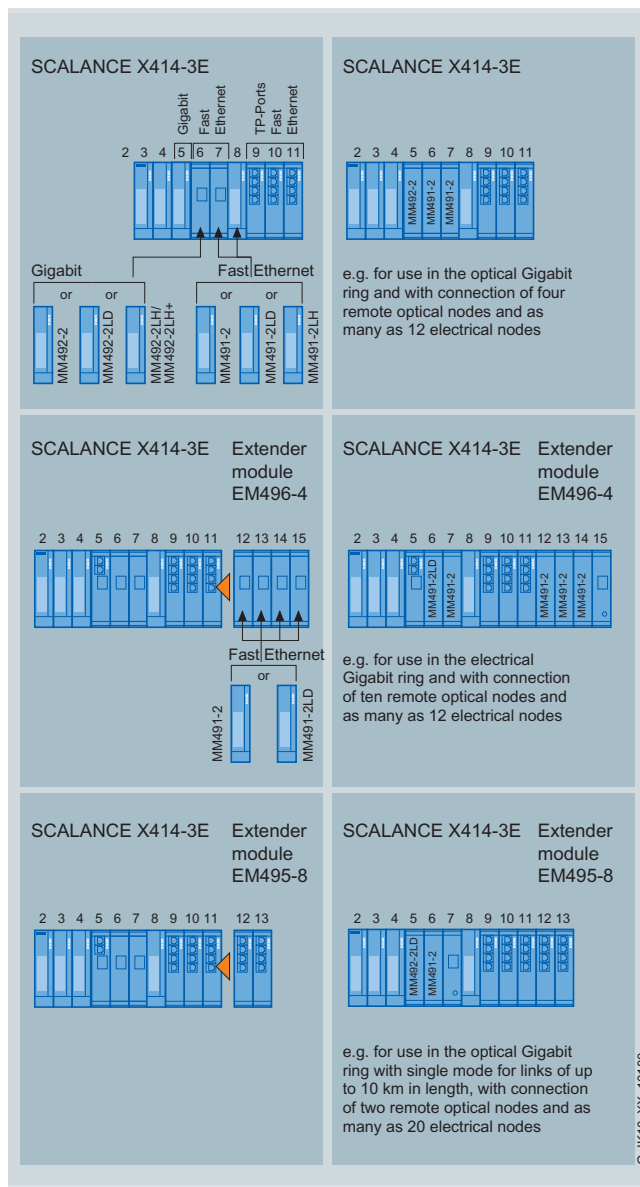 SCALANCE X414-3E
Gigabit
Fast
Ethernet
TP-Ports
Fast
Ethernet
2 3 4 5 6 7 8 9 10 11
Gigabit
or or
Fast Ethernet
or or
MM492-2
MM492-2LD
MM492-2LH/
MM492-2LH+
MM491-2
MM491-2LD
MM491-2LH
SCALANCE X414-3E
2 3 4 5 6 7 8 9 10 11
MM492-2
MM491-2
MM491-2
e.g. for use in the optical Gigabit
ring and with connection of four
remote optical nodes and as
many as 12 electrical nodes
SCALANCE X414-3E Extender
module
EM496-4
2 3 4 5 6 7 8 9 10 11 12 13 14 15
Fast Ethernet
or
MM491-2
MM491-2LD
SCALANCE X414-3E Extender
module
EM496-4
2 3 4 5 6 7 8 9 10 11 12 13 14 15
MM491-2LD
MM491-2
MM491-2
MM491-2
MM491-2
e.g. for use in the electrical
Gigabit ring and with connection
of ten remote optical nodes and
as many as 12 electrical nodes
SCALANCE X414-3E Extender
module
EM495-8
2 3 4 5 6 7 8 9 10 11 12 13
SCALANCE X414-3E Extender
module
EM495-8
2 3 4 5 6 7 8 9 10 11 12 13
MM492-2LD
MM491-2
e.g. for use in the optical Gigabit
ring with single mode for links of up
to 10 km in length, with connection
of two remote optical nodes and as
many as 20 electrical nodes